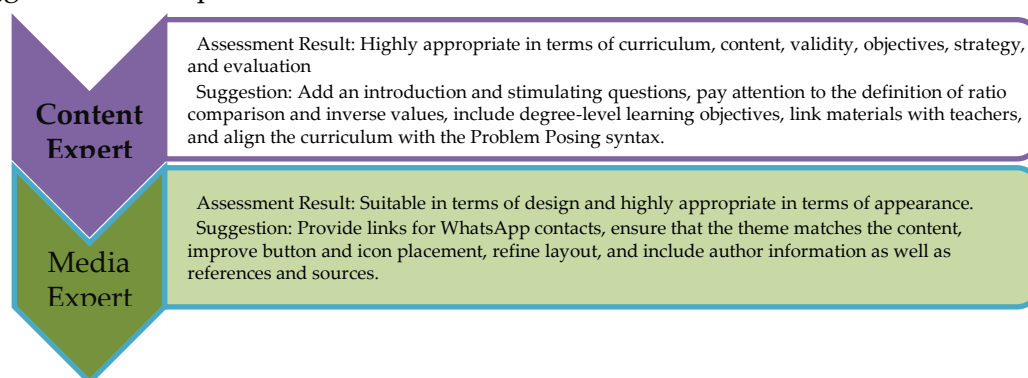 Content
Expert
Assessment Result: Highly appropriate in terms of curriculum, content, validity, objectives, strategy,
and evaluation
Suggestion: Add an introduction and stimulating questions, pay attention to the definition of ratio
comparison and inverse values, include degree-level learning objectives, link materials with teachers,
and align the curriculum with the Problem Posing syntax.
Media
Expert
Assessment Result: Suitable in terms of design and highly appropriate in terms of appearance.
Suggestion: Provide links for WhatsApp contacts, ensure that the theme matches the content,
improve button and icon placement, refine layout, and include author information as well as
references and sources.